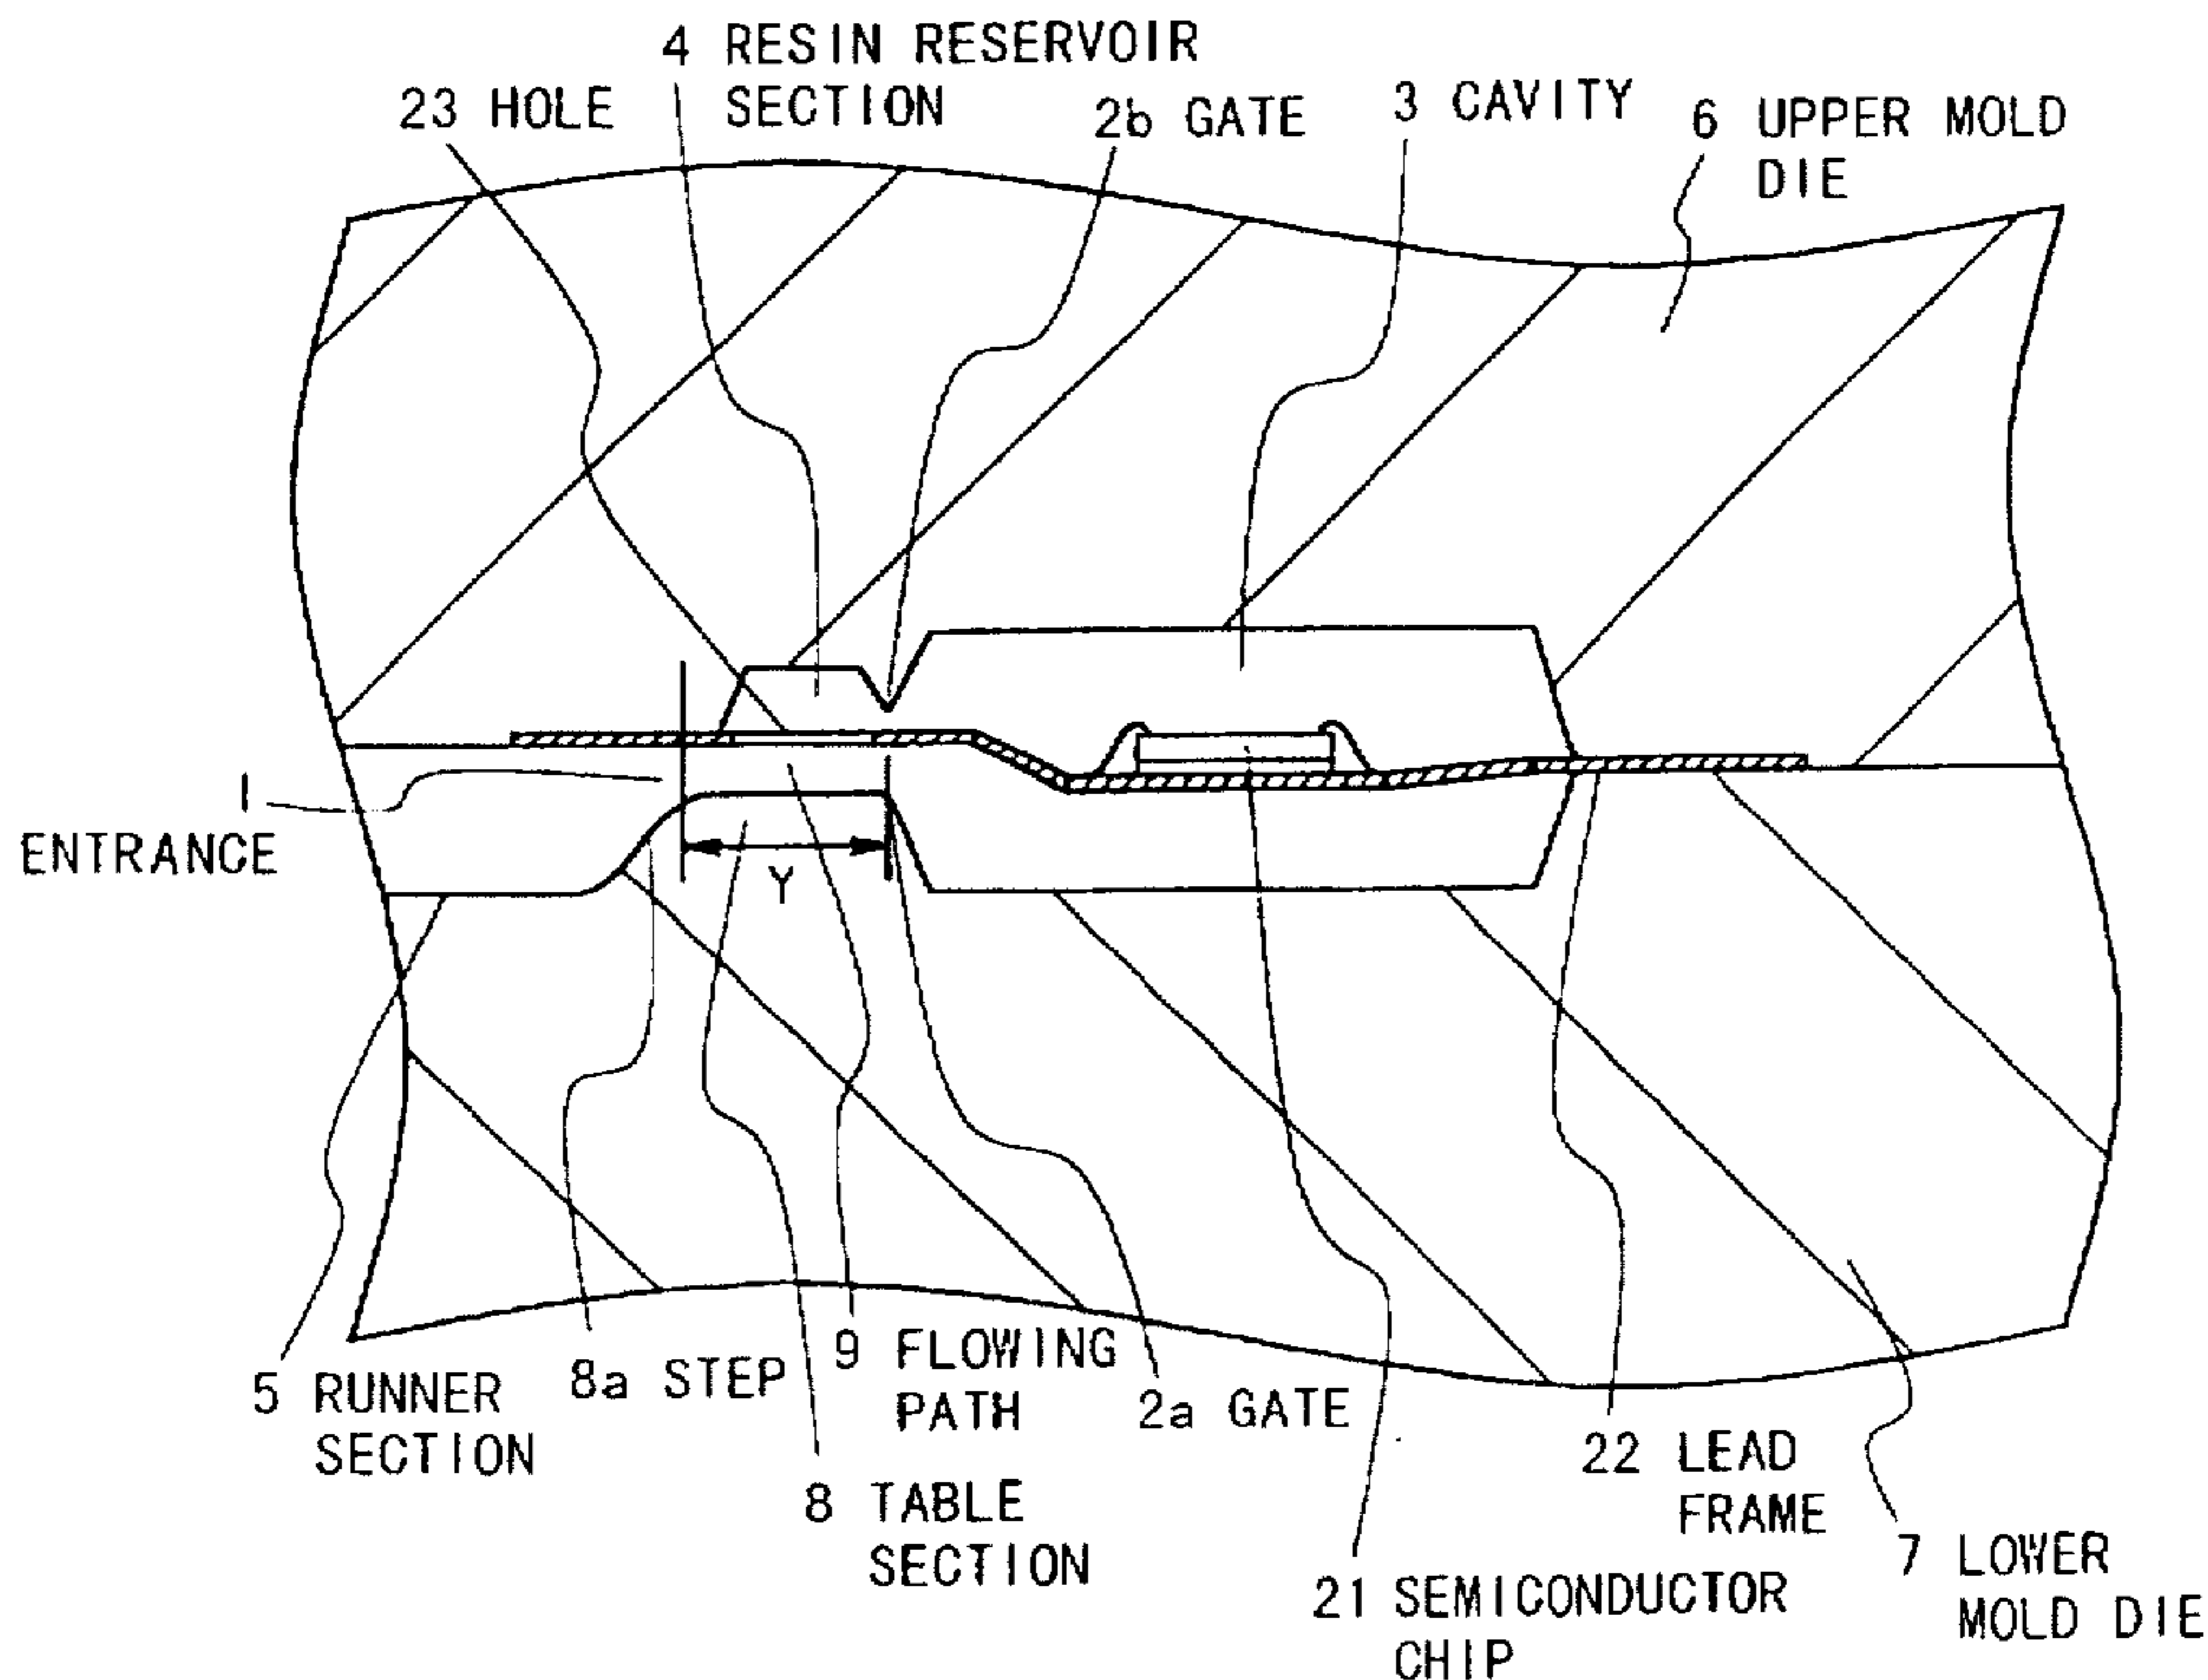 4 RESIN RESERVOIR
SECTION
23 HOLE
2b GATE
3 CAVITY
6 UPPER MOLD
DIE
1
ENTRANCE
Y
5 RUNNER
SECTION
8a STEP
9 FLOWING
PATH
2a GATE
8 TABLE
SECTION
22 LEAD
FRAME
21 SEMICONDUCTOR
CHIP
7 LOWER
MOLD DIE